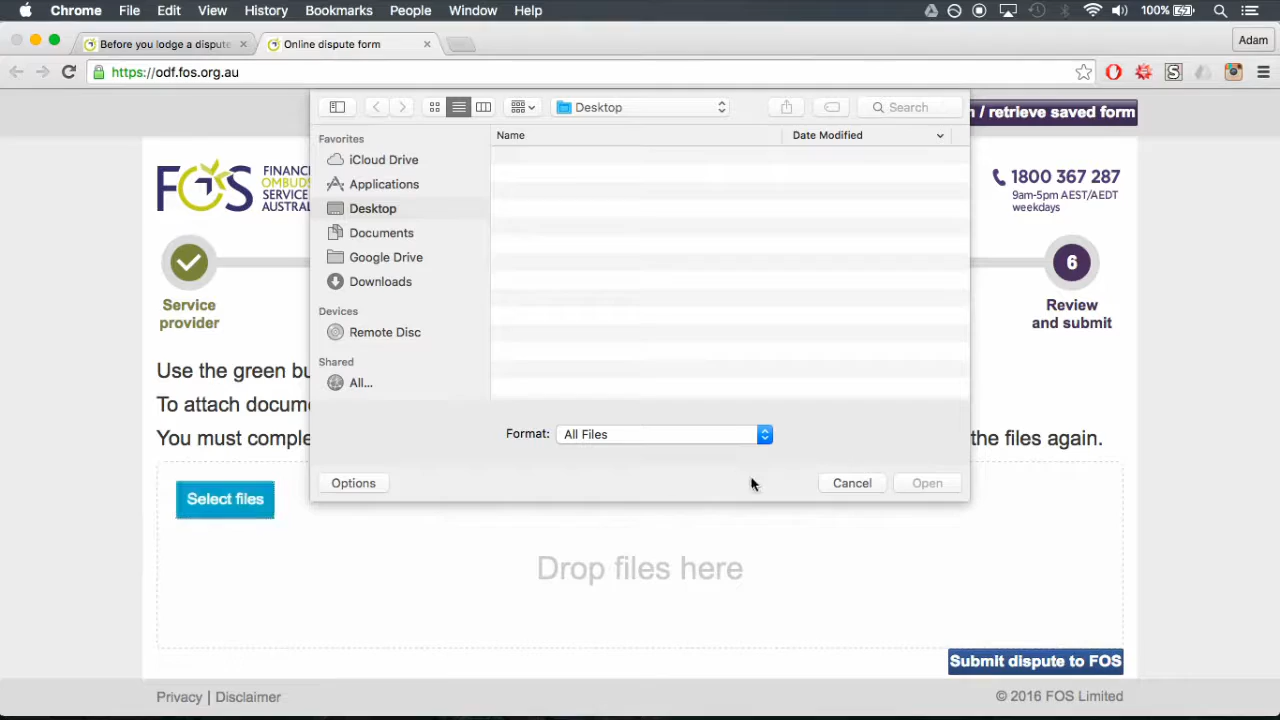 Chrome File Edit View History Bookmarks People Window Help 100%
Before you lodge a dispute
Online dispute form
Adam
https://odf.fos.org.au
Desktop
Search
/ retrieve saved form
Favorites
Name
Date Modified
iCloud Drive
Applications
Desktop
Documents
Google Drive
Downloads
Devices
Remote Disc
Shared
All...
Format: All Files
Options
Cancel
Open
FOS
FINANC
OMBUDS
SERVICE
AUSTRAL
1800 367 287
9am-5pm AEST/AEDT
weekdays
Service
provider
6
Review
and submit
Use the green bu
To attach docume
You must comple
the files again.
Select files
Drop files here
Submit dispute to FOS
Privacy | Disclaimer
© 2016 FOS Limited